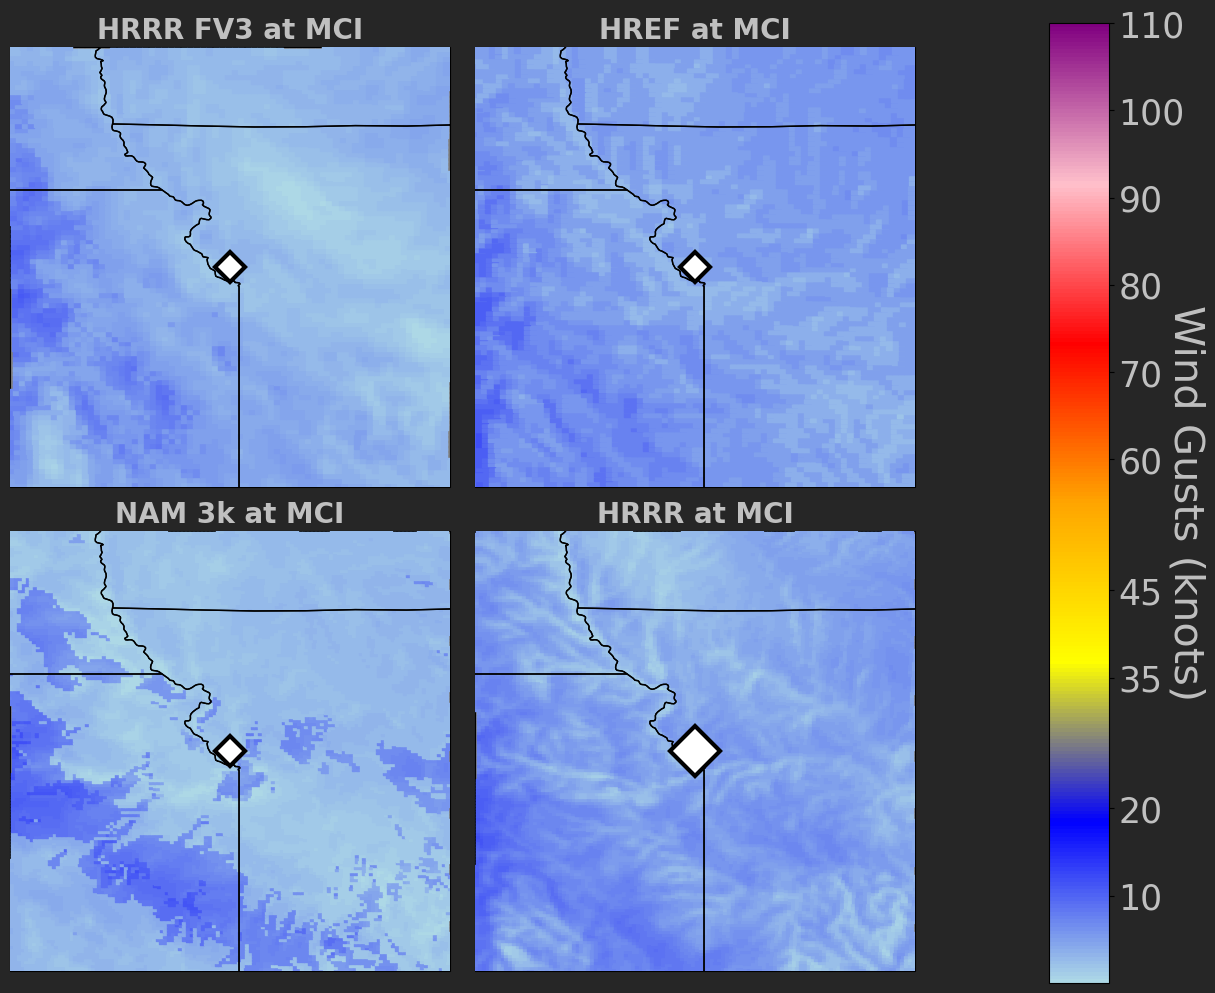 HRRR FV3 at MCI
HREF at MCI
NAM 3k at MCI
HRRR at MCI
110
100
90
80
70
60
45
35
20
10
Wind Gusts (knots)